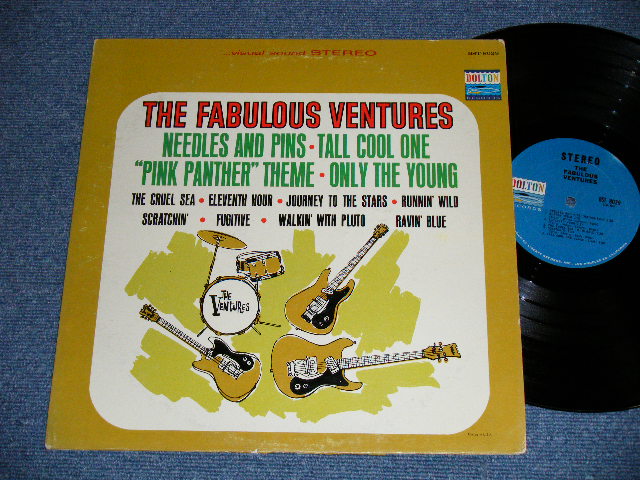 ...visual sound STEREO
DOLTON
RECORDS
THE FABULOUS VENTURES
NEEDLES AND PINS • TALL COOL ONE
"PINK PANTHER" THEME • ONLY THE YOUNG
THE CRUEL SEA • ELEVENTH HOUR • JOURNEY TO THE STARS • RUNNIN' WILD
SCRATCHIN' • FUGITIVE • WALKIN' WITH PLUTO • RAVIN' BLUE
THE VENTURES
STEREO
THE
FABULOUS
VENTURES
DOLTON
RECORDS